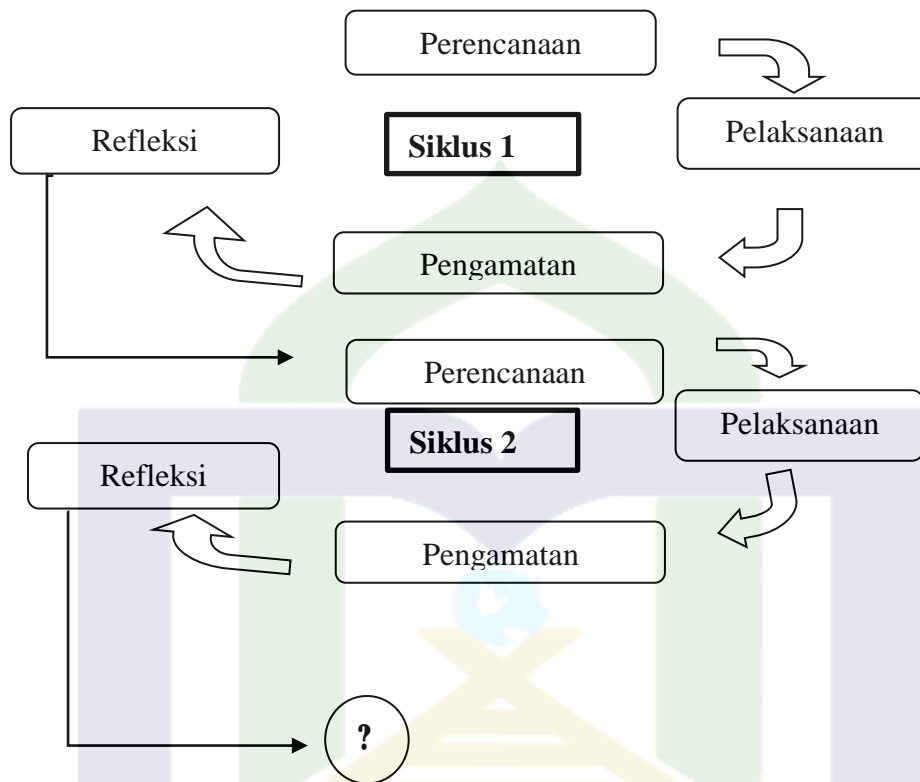 Perencanaan
Pelaksanaan
Refleksi
Siklus 1
Pengamatan
Perencanaan
Pelaksanaan
Siklus 2
Refleksi
Pengamatan
?